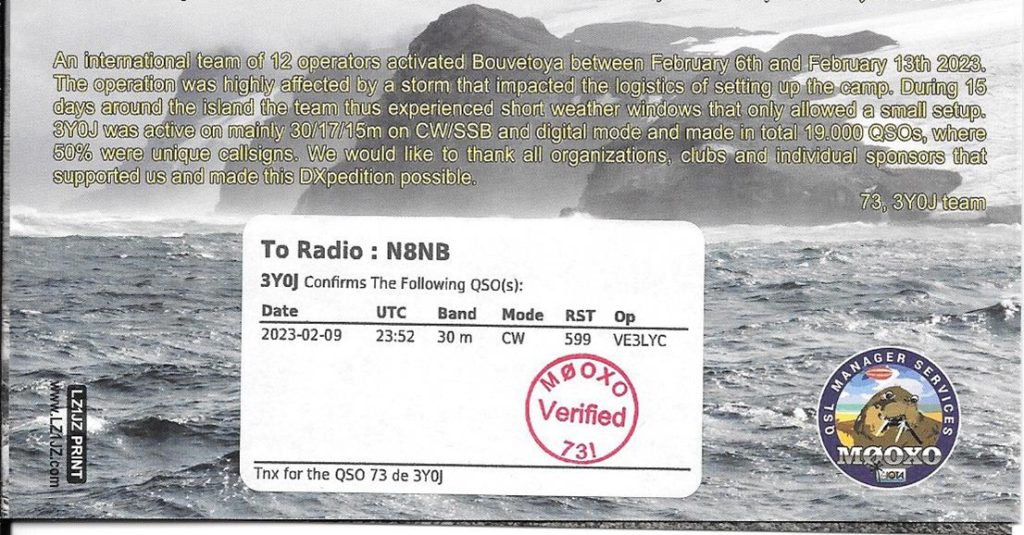 An international team of 12 operators activated Bouvetoya between February 6th and February 13th 2023.
The operation was highly affected by a storm that impacted the logistics of setting up the camp. During 15
days around the island the team thus experienced short weather windows that only allowed a small setup.
3Y0J was active on mainly 30/17/15m on CW/SSB and digital mode and made in total 19.000 QSOs, where
50% were unique callsigns. We would like to thank all organizations, clubs and individual sponsors that
supported us and made this DXpedition possible.
73, 3Y0J team
To Radio : N8NB
3Y0J Confirms The Following QSO(s):
Date UTC Band Mode RST Op
2023-02-09 23:52 30 m CW 599 VE3LYC
MØOXO
Verified
73!
Tnx for the QSO 73 de 3Y0J
LZ1JZ PRINT
www.LZ1JZ.com
QSL MANAGER SERVICES
MØOXO
IOTA